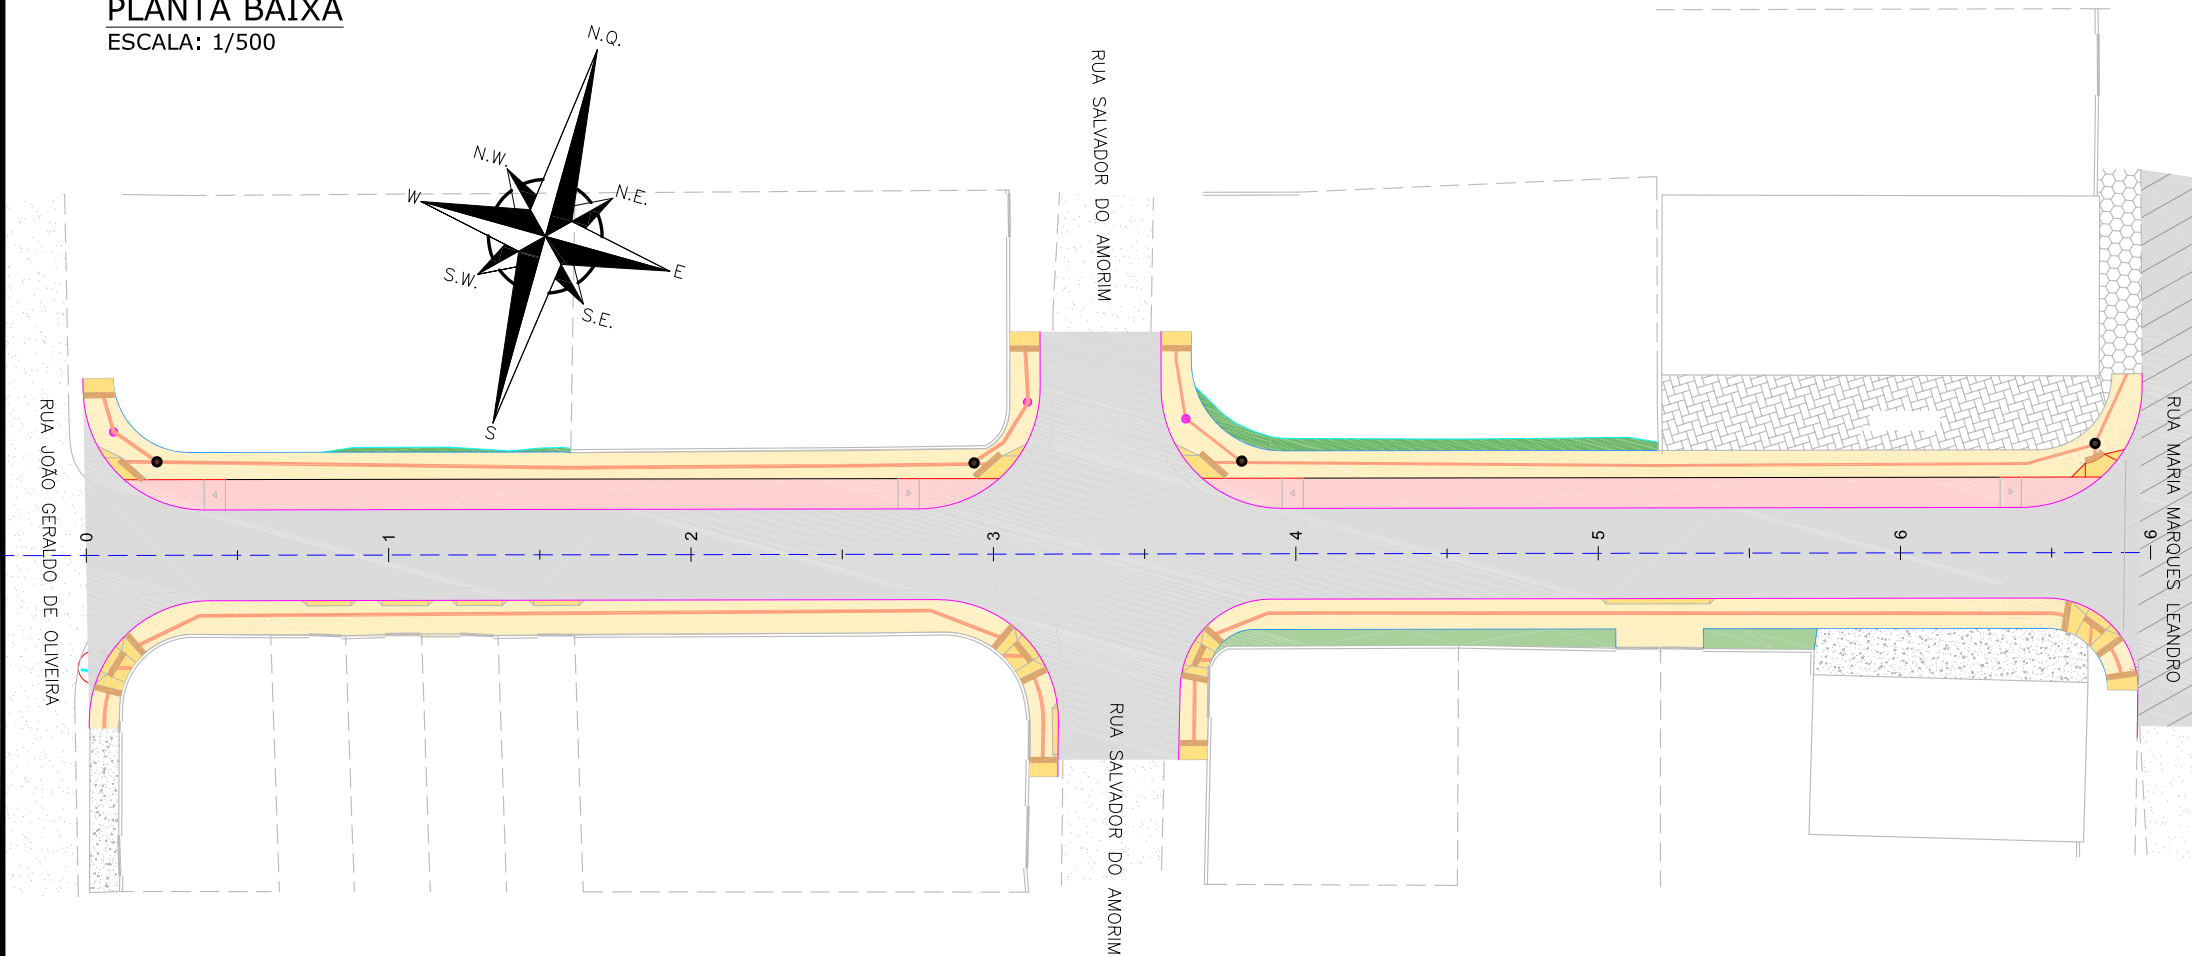 PLANTA BAIXA
ESCALA: 1/500
N.Q.
N.W.
N.E.
W
E
S.W.
S.E.
S
RUA SALVADOR DO AMORIM
RUA JOÃO GERALDO DE OLIVEIRA
RUA MARIA MARQUES LEANDRO
0
1
2
3
4
5
6
6
RUA SALVADOR DO AMORIM